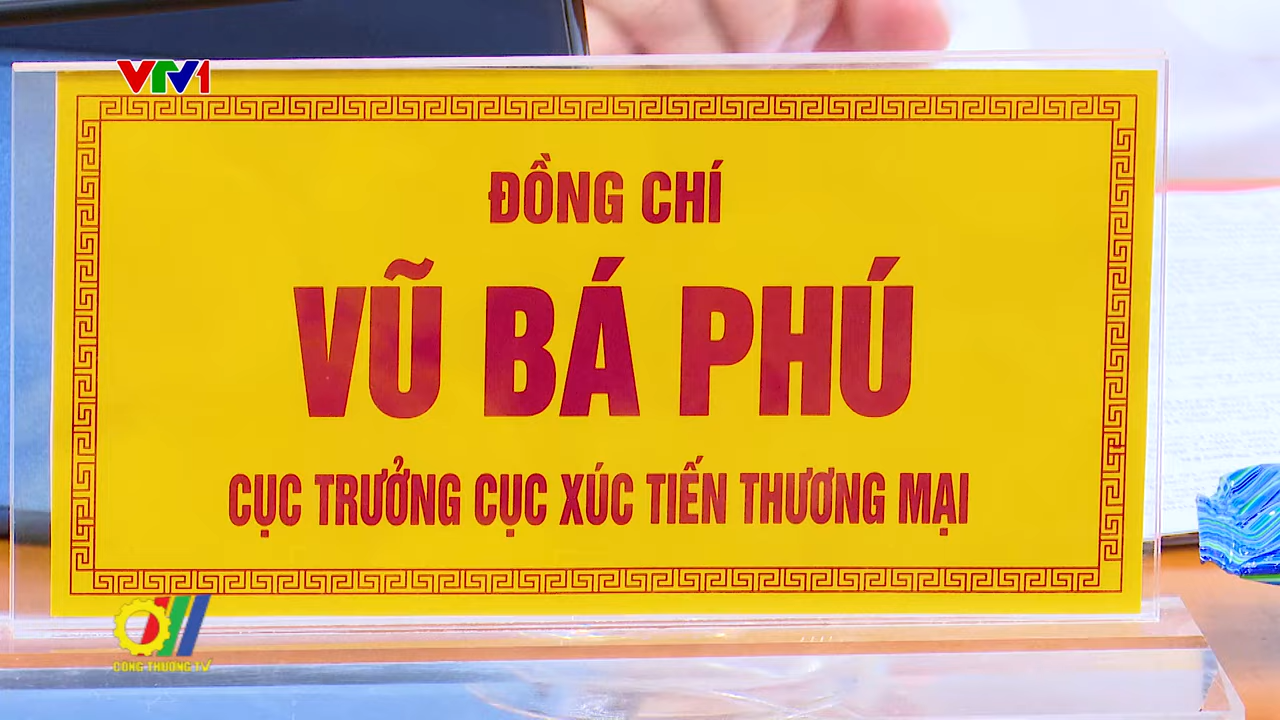 VTV1
ĐỒNG CHÍ
VŨ BÁ PHÚ
CỤC TRƯỞNG CỤC XÚC TIẾN THƯƠNG MẠI
CÔNG THƯƠNG TV